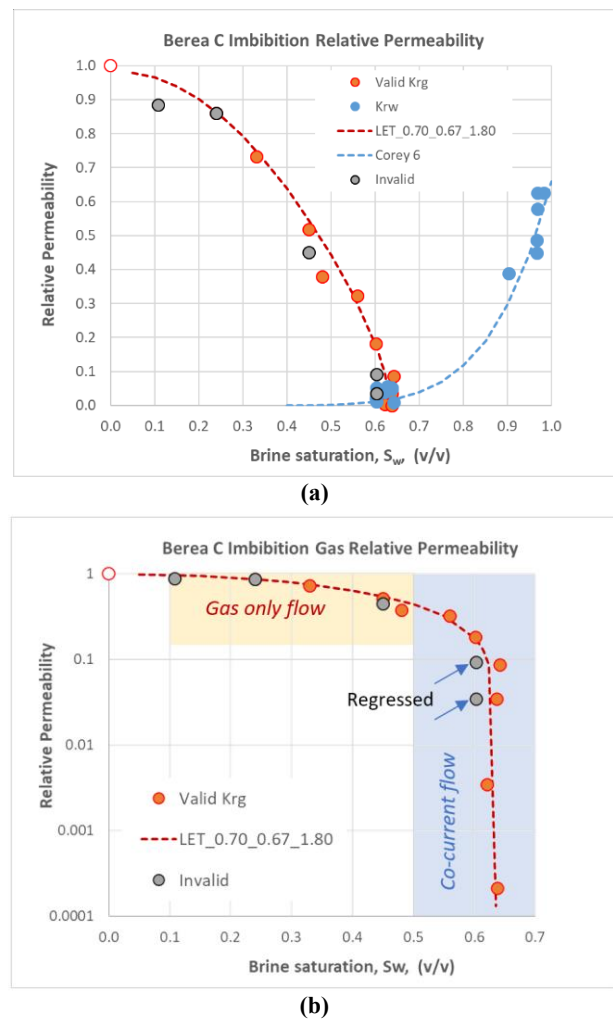 Berea C Imbibition Relative Permeability
1.0
0.9
0.8
0.7
0.6
0.5
0.4
0.3
0.2
0.1
0.0
Relative Permeability
Valid Krg
Krw
LET_0.70_0.67_1.80
Corey 6
Invalid
0.0 0.1 0.2 0.3 0.4 0.5 0.6 0.7 0.8 0.9 1.0
Brine saturation, Sw, (v/v)
(a)
Berea C Imbibition Gas Relative Permeability
1
0.1
0.01
0.001
0.0001
Relative Permeability
Gas only flow
Regressed
Co-current flow
Valid Krg
LET_0.70_0.67_1.80
Invalid
0.0 0.1 0.2 0.3 0.4 0.5 0.6 0.7
Brine saturation, Sw, (v/v)
(b)